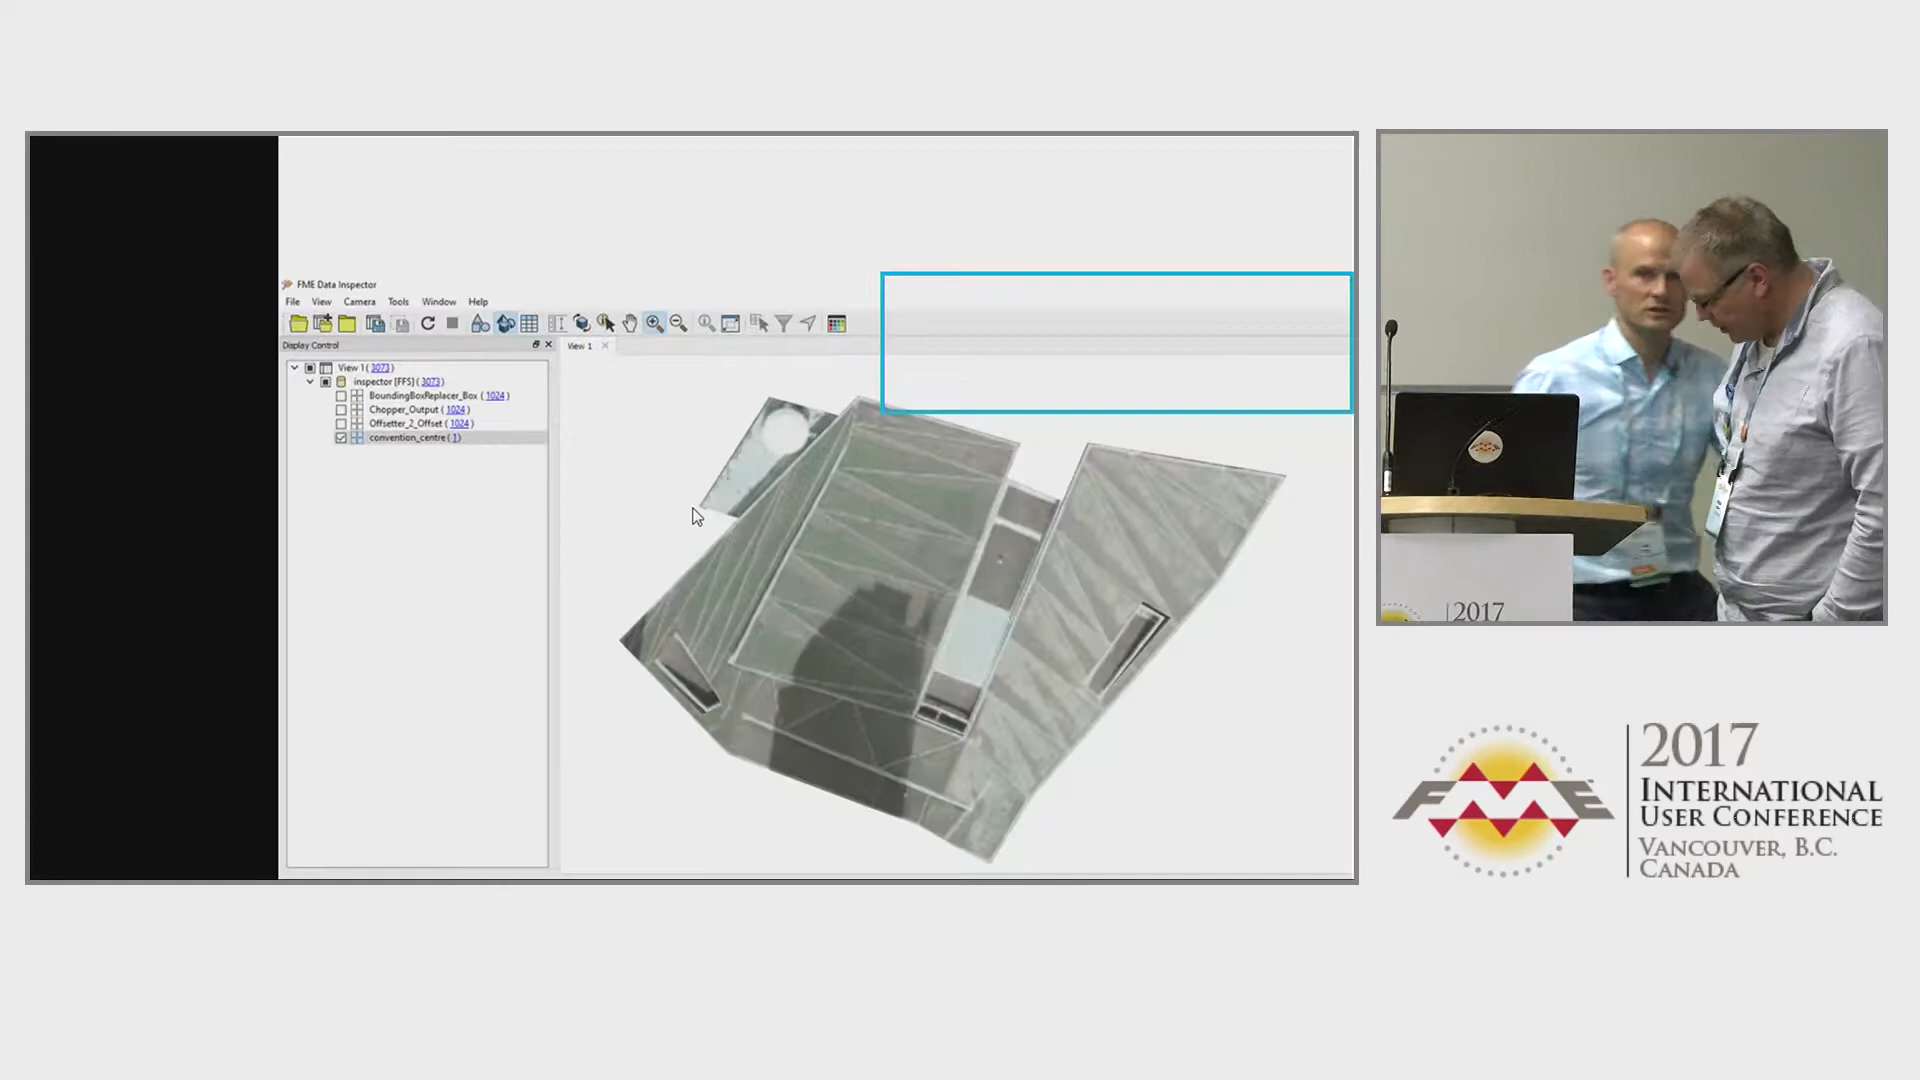 FME Data Inspector
File View Camera Tools Window Help
Display Control
View 1
View 1 (3073)
inspector [FFS] (3073)
BoundingBoxReplacer_Box (1024)
Chopper_Output (1024)
Offsetter_2_Offset (1024)
convention_centre (1)
2017
FME
2017
INTERNATIONAL
USER CONFERENCE
VANCOUVER, B.C.
CANADA